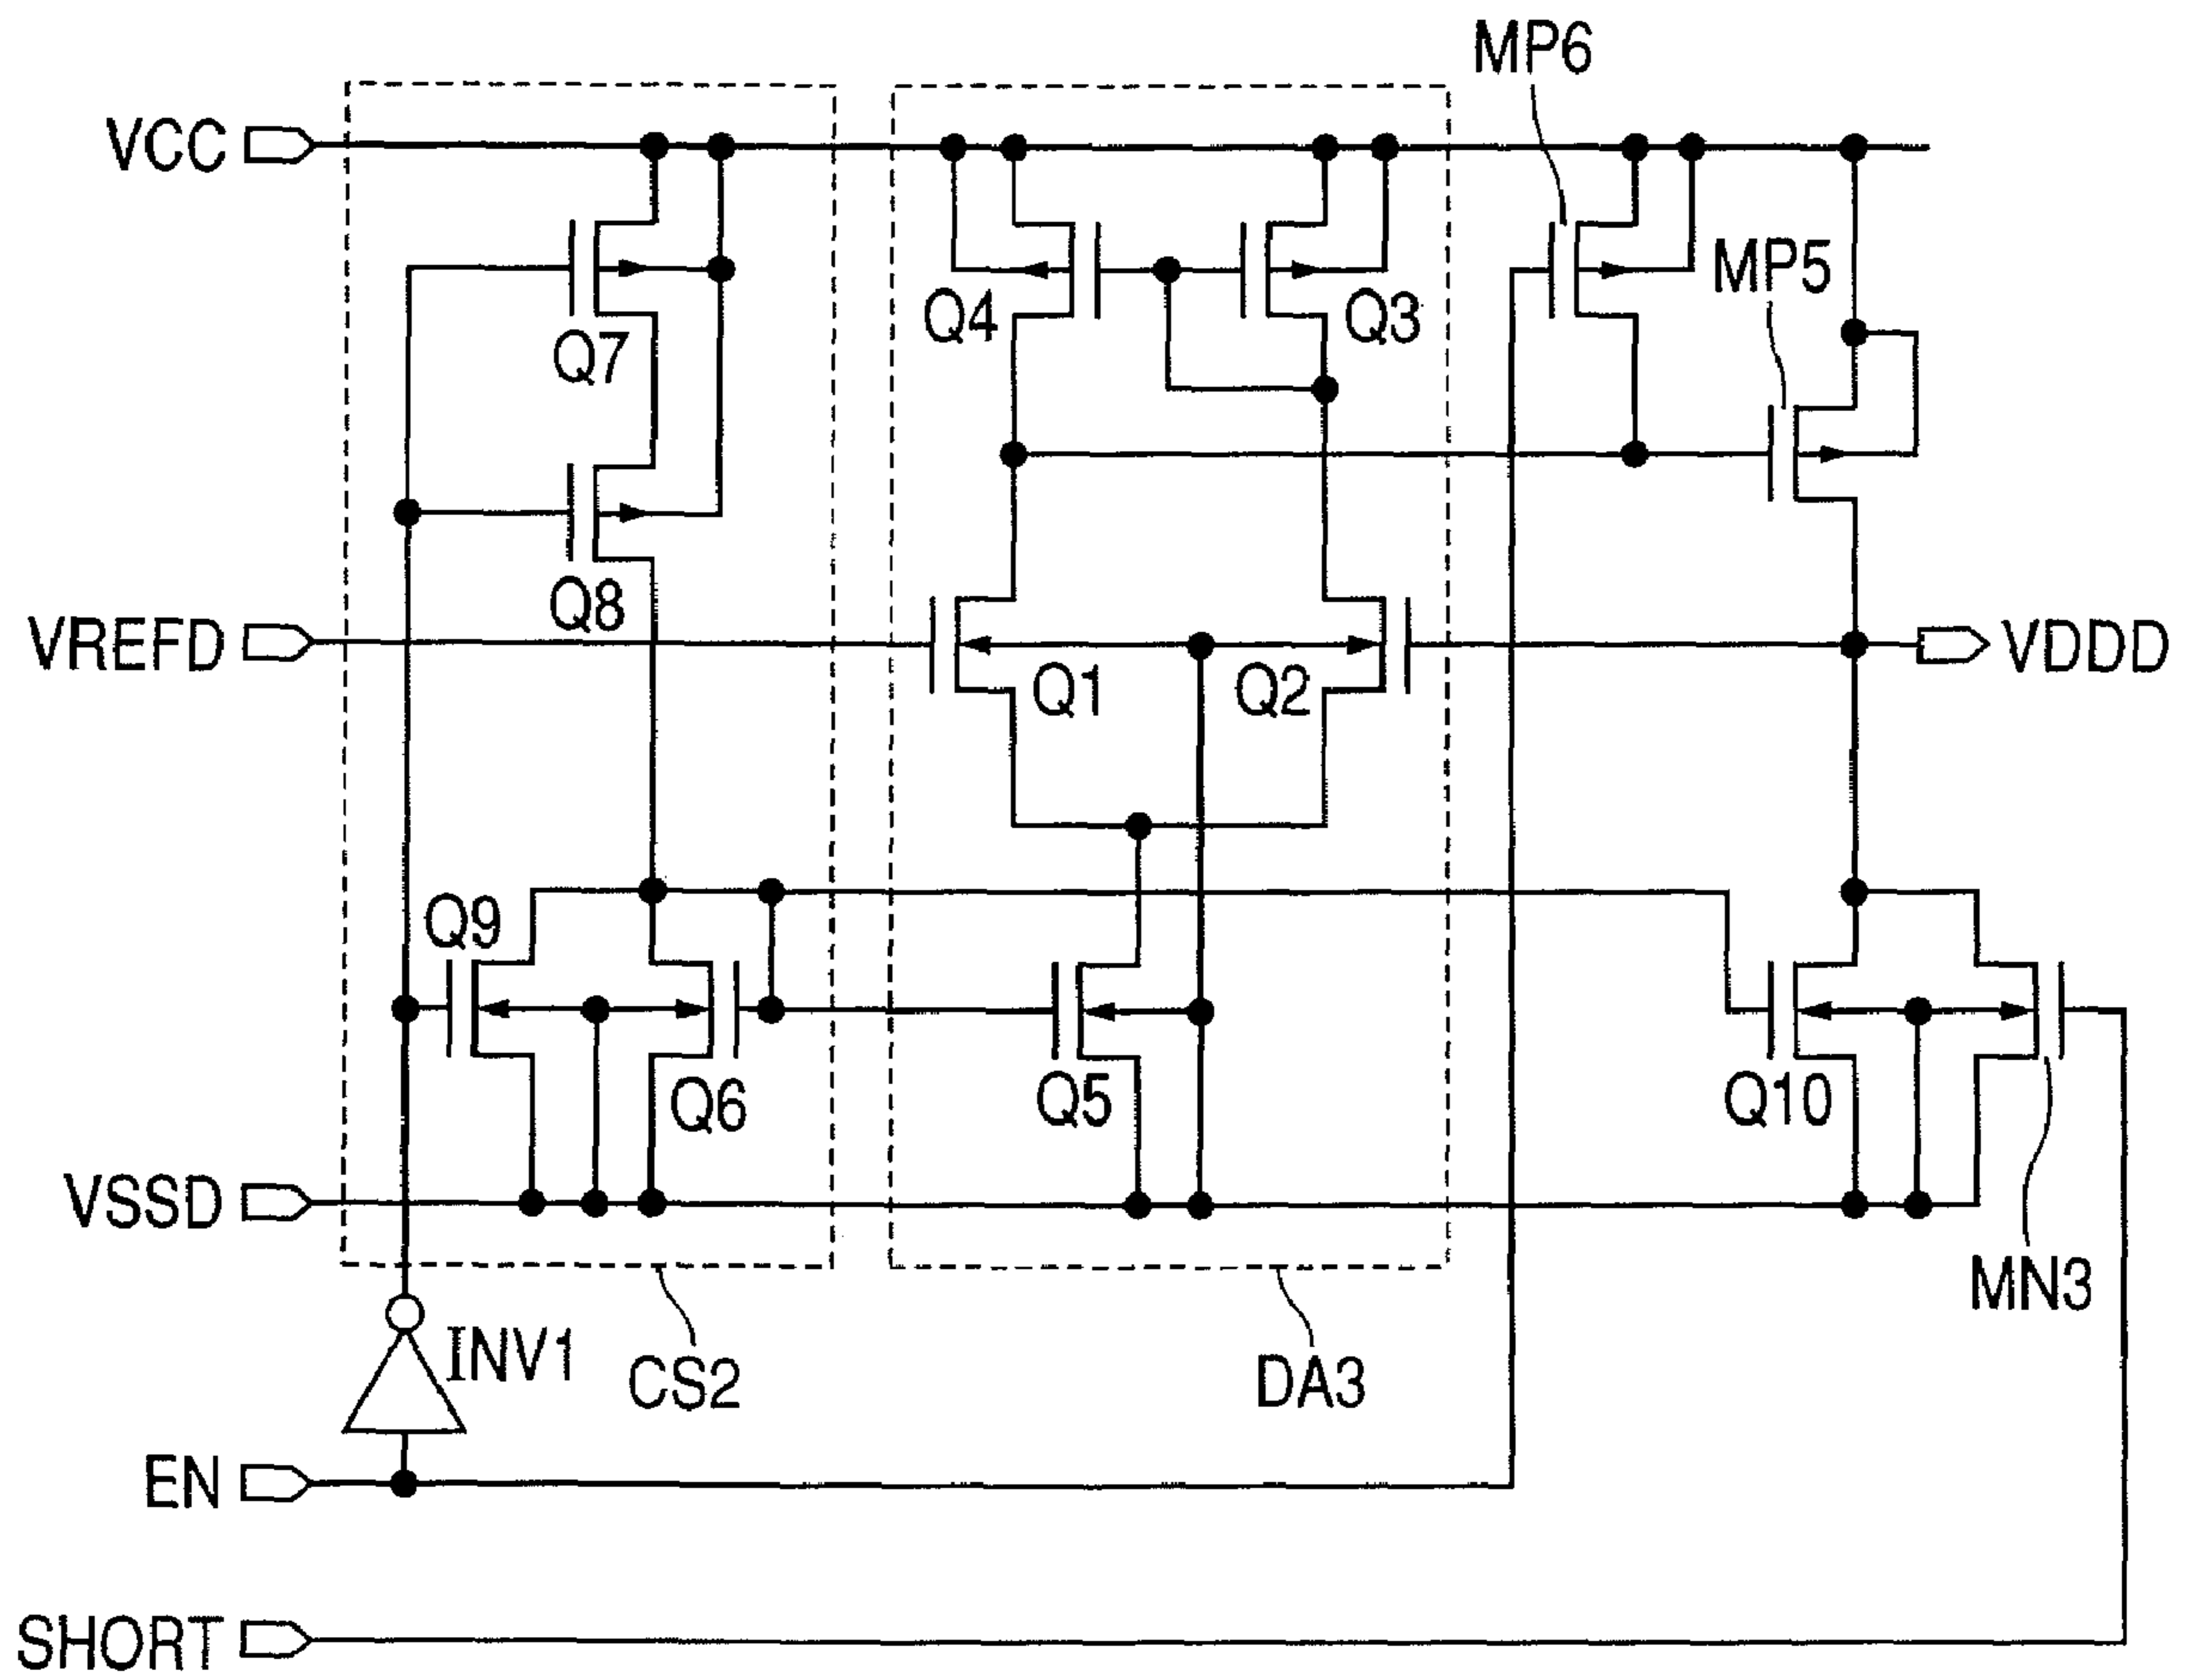 MP6
VCC
MP5
Q4
Q3
Q7
Q8
VREFD
VDDD
Q1
Q2
Q9
Q6
Q5
Q10
VSSD
MN3
INV1
CS2
DA3
EN
SHORT